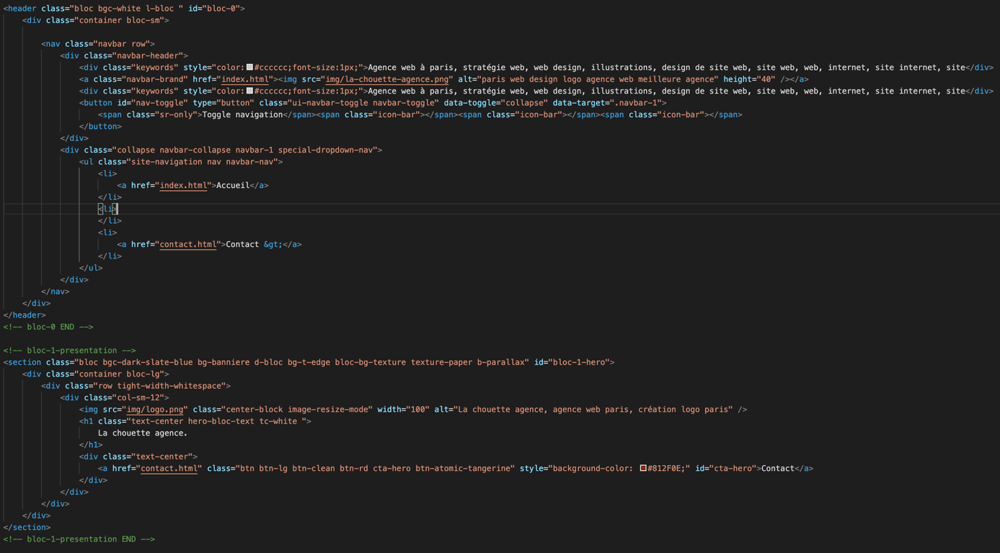 <header class="bloc bgc-white l-bloc " id="bloc-0">
    <div class="container bloc-sm">

        <nav class="navbar row">
            <div class="navbar-header">
                <div class="keywords" style="color:#cccccc;font-size:1px;">Agence web à paris, stratégie web, web design, illustrations, design de site web, site web, web, internet, site internet, site</div>
                <a class="navbar-brand" href="index.html"><img src="img/la-chouette-agence.png" alt="paris web design logo agence web meilleure agence" height="40" /></a>
                <div class="keywords" style="color:#cccccc;font-size:1px;">Agence web à paris, stratégie web, web design, illustrations, design de site web, site web, web, internet, site internet, site</div>
                <button id="nav-toggle" type="button" class="ui-navbar-toggle navbar-toggle" data-toggle="collapse" data-target=".navbar-1">
                    <span class="sr-only">Toggle navigation</span><span class="icon-bar"></span><span class="icon-bar"></span><span class="icon-bar"></span>
                </button>
            </div>
            <div class="collapse navbar-collapse navbar-1 special-dropdown-nav">
                <ul class="site-navigation nav navbar-nav">
                    <li>
                        <a href="index.html">Accueil</a>
                    </li>
                    <li>
                    </li>
                    <li>
                        <a href="contact.html">Contact &gt;</a>
                    </li>
                </ul>
            </div>
        </nav>
    </div>
</header>
<!-- bloc-0 END -->

<!-- bloc-1-presentation -->
<section class="bloc bgc-dark-slate-blue bg-banniere d-bloc bg-t-edge bloc-bg-texture texture-paper b-parallax" id="bloc-1-hero">
    <div class="container bloc-lg">
        <div class="row tight-width-whitespace">
            <div class="col-sm-12">
                <img src="img/logo.png" class="center-block image-resize-mode" width="100" alt="La chouette agence, agence web paris, création logo paris" />
                <h1 class="text-center hero-bloc-text tc-white ">
                    La chouette agence.
                </h1>
                <div class="text-center">
                    <a href="contact.html" class="btn btn-lg btn-clean btn-rd cta-hero btn-atomic-tangerine" style="background-color: #812F0E;" id="cta-hero">Contact</a>
                </div>
            </div>
        </div>
    </div>
</section>
<!-- bloc-1-presentation END -->